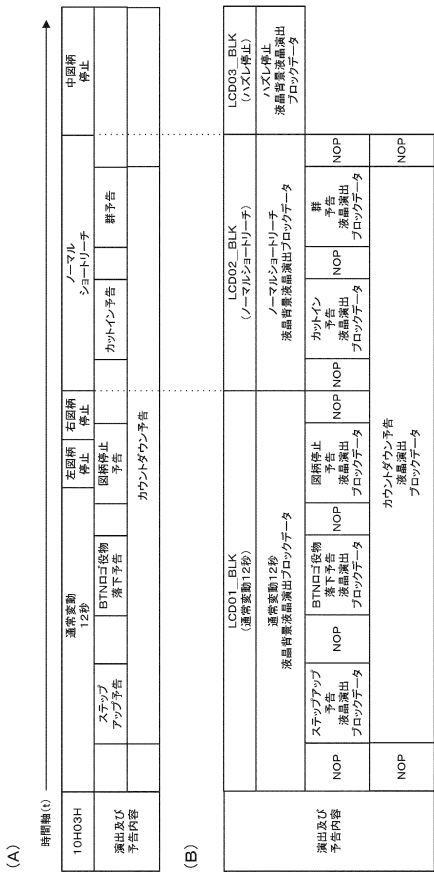 (A)
時間軸(t)
10H03H
通常変動
12秒
左図柄
停止
右図柄
停止
ノーマル
ショートリーチ
中図柄
停止
演出及び
予告内容
ステップ
アップ予告
BTNロゴ役物
落下予告
図柄停止
予告
カットイン予告
群予告
カウントダウン予告
(B)
演出及び
予告内容
LCD01_BLK
(通常変動12秒)
LCD02_BLK
(ノーマルショートリーチ)
LCD03_BLK
(ハズレ停止)
通常変動12秒
液晶背景液晶演出ブロックデータ
ノーマルショートリーチ
液晶背景液晶演出ブロックデータ
ハズレ停止
液晶背景液晶演出
ブロックデータ
NOP
ステップアップ
予告
液晶演出
ブロックデータ
NOP
BTNロゴ役物
落下予告
液晶演出
ブロックデータ
NOP
図柄停止
予告
液晶演出
ブロックデータ
NOP
NOP
カットイン
予告
液晶演出
ブロックデータ
NOP
群
予告
液晶演出
ブロックデータ
NOP
NOP
カウントダウン予告
液晶演出
ブロックデータ
NOP